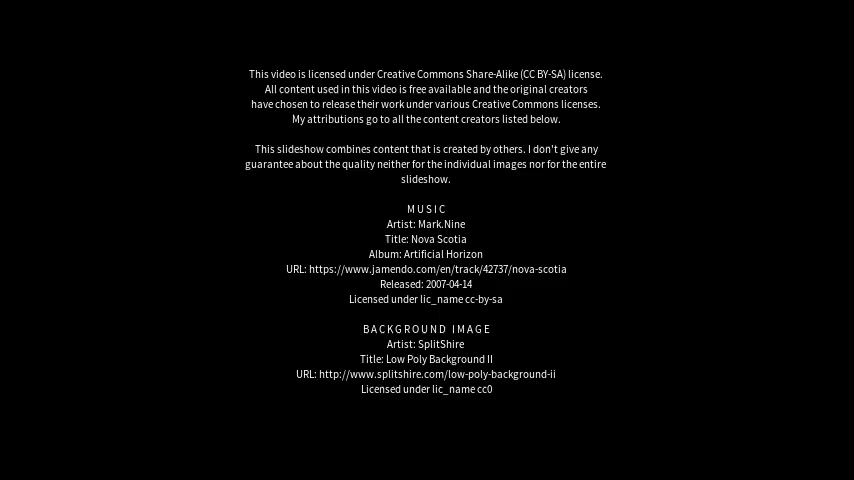 This video is licensed under Creative Commons Share-Alike (CC BY-SA) license.
All content used in this video is free available and the original creators
have chosen to release their work under various Creative Commons licenses.
My attributions go to all the content creators listed below.
This slideshow combines content that is created by others. I don't give any
guarantee about the quality neither for the individual images nor for the entire
slideshow.
MUSIC
Artist: Mark.Nine
Title: Nova Scotia
Album: Artificial Horizon
URL: https://www.jamendo.com/en/track/42737/nova-scotia
Released: 2007-04-14
Licensed under lic_name cc-by-sa
BACKGROUND IMAGE
Artist: SplitShire
Title: Low Poly Background II
URL: http://www.splitshire.com/low-poly-background-ii
Licensed under lic_name cc0